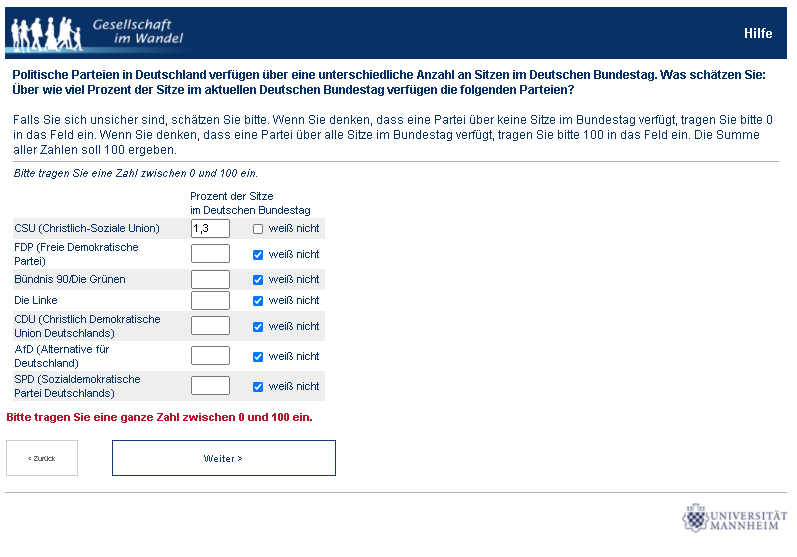 Gesellschaft
im Wandel
Hilfe
Politische Parteien in Deutschland verfügen über eine unterschiedliche Anzahl an Sitzen im Deutschen Bundestag. Was schätzen Sie:
Über wie viel Prozent der Sitze im aktuellen Deutschen Bundestag verfügen die folgenden Parteien?
Falls Sie sich unsicher sind, schätzen Sie bitte. Wenn Sie denken, dass eine Partei über keine Sitze im Bundestag verfügt, tragen Sie bitte 0
in das Feld ein. Wenn Sie denken, dass eine Partei über alle Sitze im Bundestag verfügt, tragen Sie bitte 100 in das Feld ein. Die Summe
aller Zahlen soll 100 ergeben.
Bitte tragen Sie eine Zahl zwischen 0 und 100 ein.
Prozent der Sitze
im Deutschen Bundestag
CSU (Christlich-Soziale Union) 1,3 weiß nicht
FDP (Freie Demokratische
Partei) weiß nicht
Bündnis 90/Die Grünen weiß nicht
Die Linke weiß nicht
CDU (Christlich Demokratische
Union Deutschlands) weiß nicht
AfD (Alternative für
Deutschland) weiß nicht
SPD (Sozialdemokratische
Partei Deutschlands) weiß nicht
Bitte tragen Sie eine ganze Zahl zwischen 0 und 100 ein.
< Zurück
Weiter >
UNIVERSITÄT
MANNHEIM